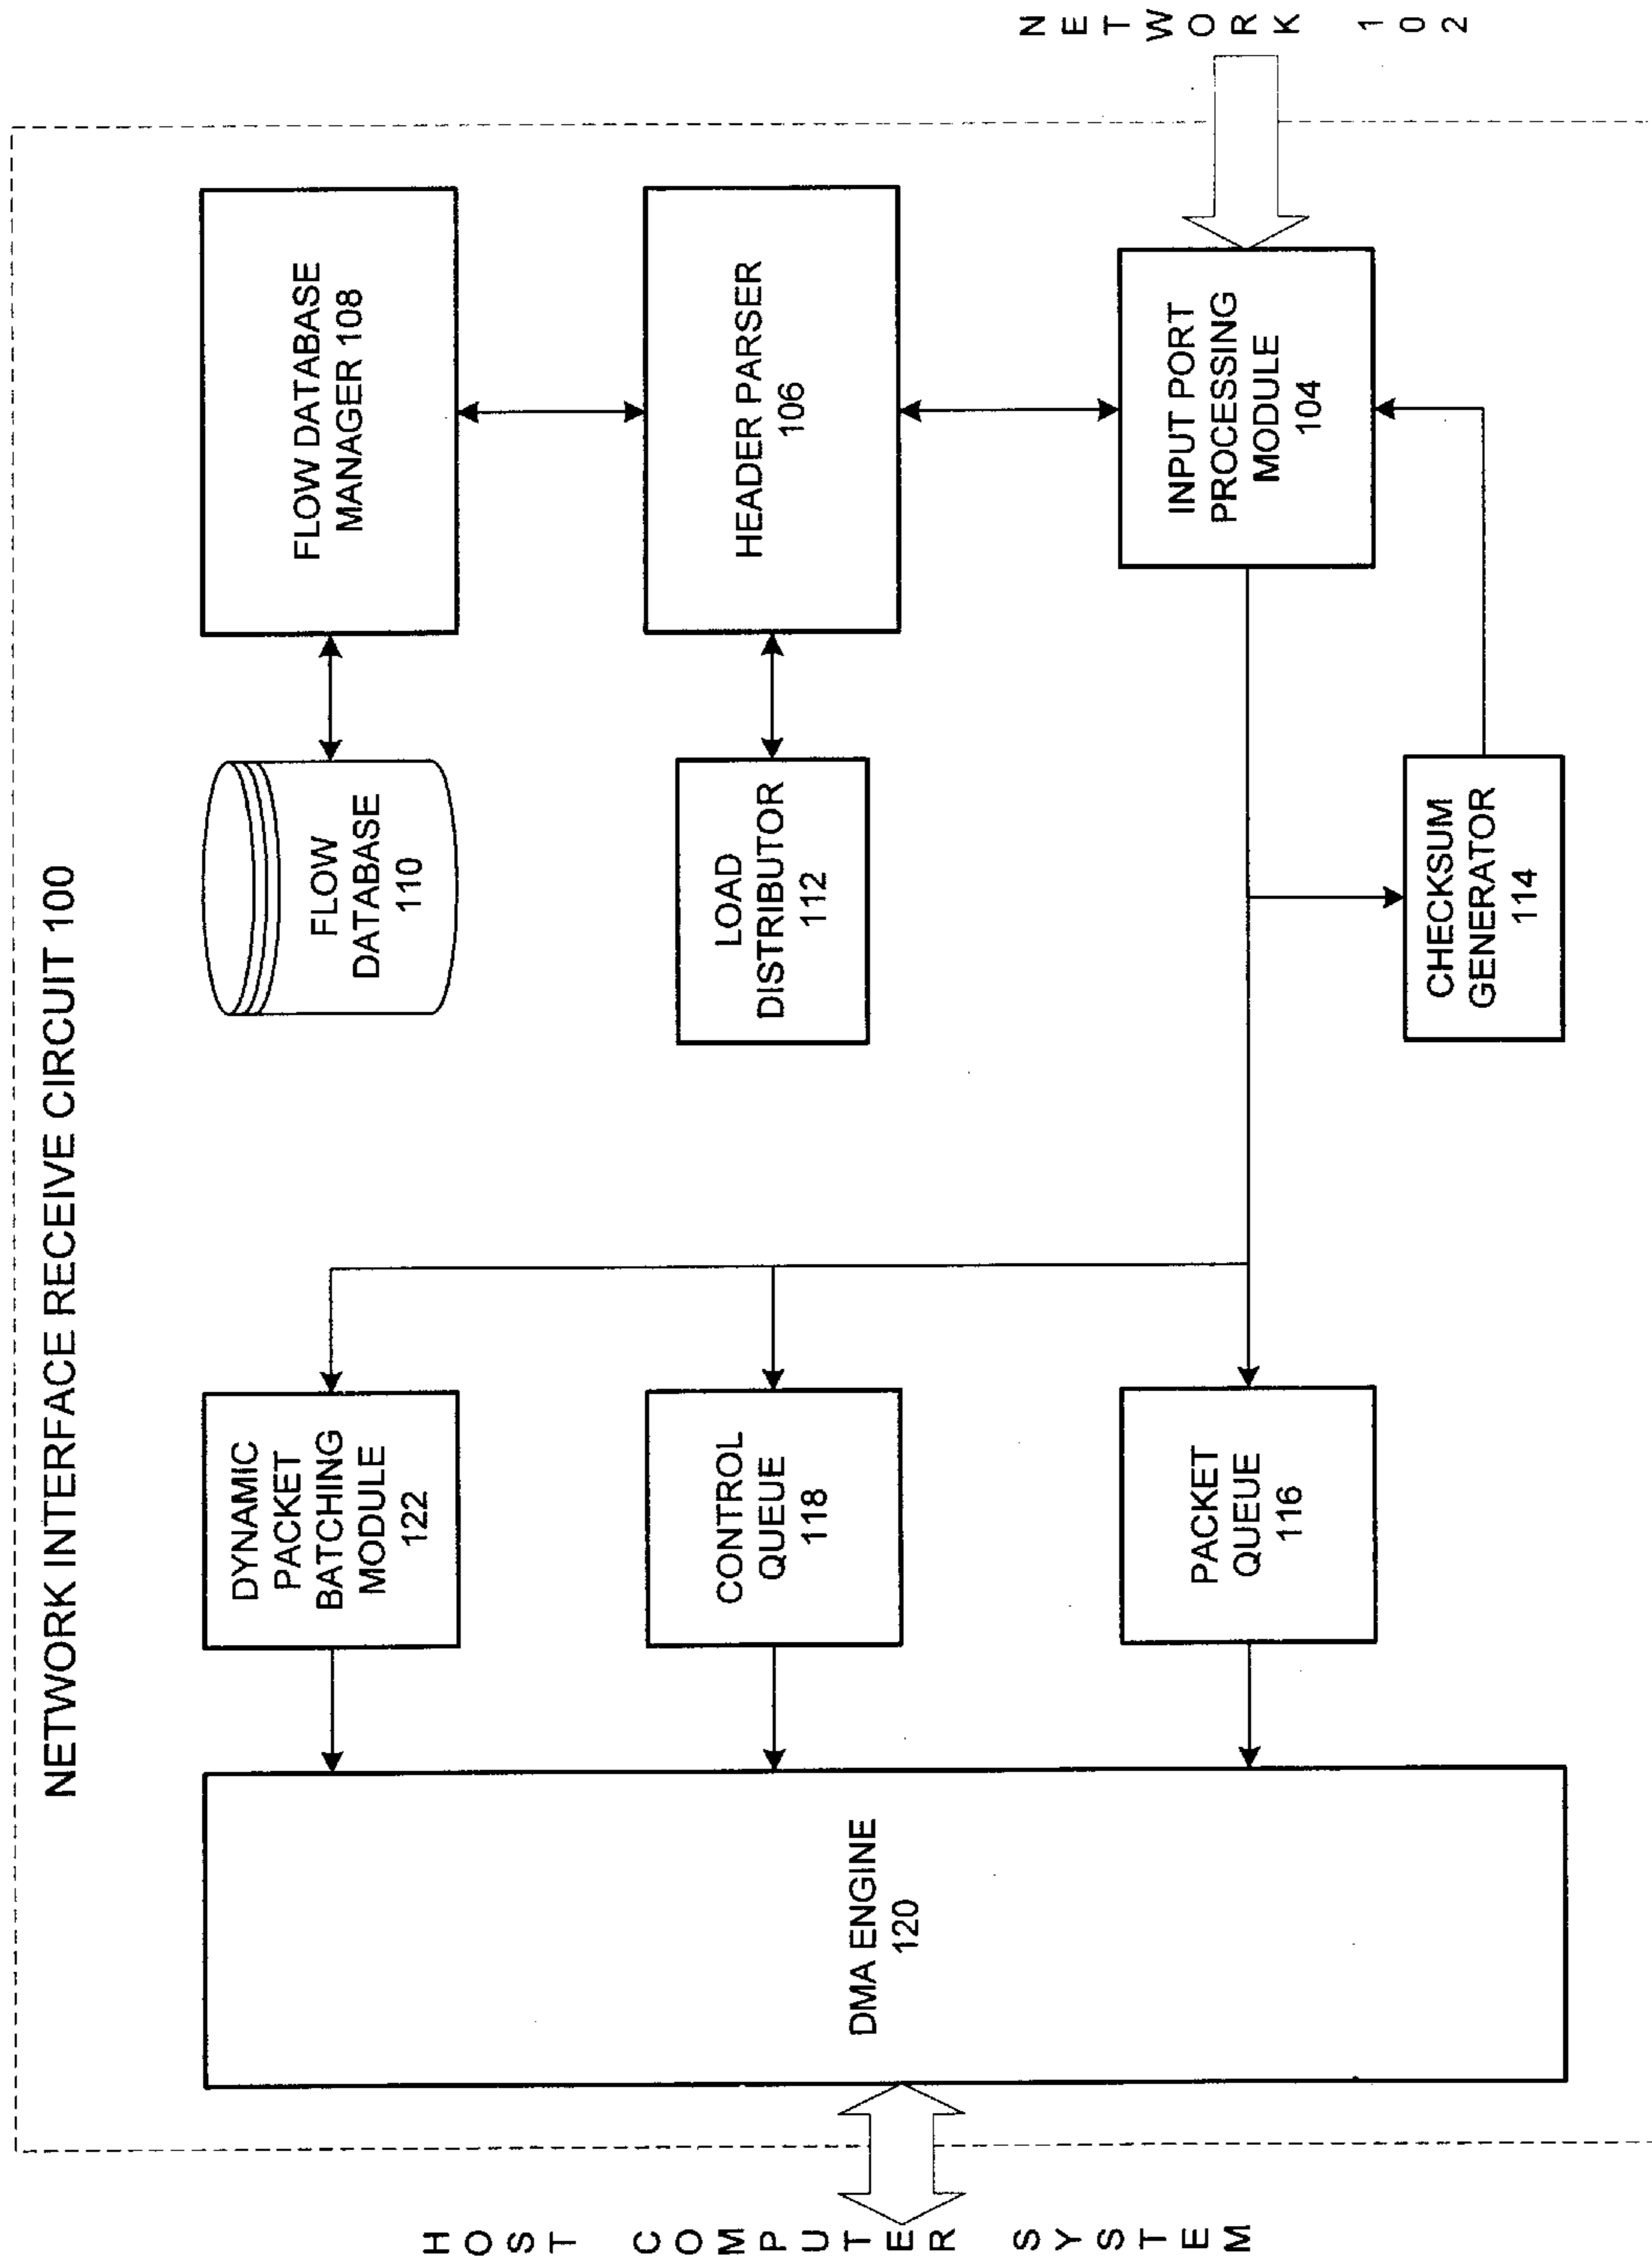 NETWORK INTERFACE RECEIVE CIRCUIT 100
HOST COMPUTER SYSTEM
DMA ENGINE
120
DYNAMIC
PACKET
BATCHING
MODULE
122
CONTROL
QUEUE
118
PACKET
QUEUE
116
FLOW
DATABASE
110
LOAD
DISTRIBUTOR
112
CHECKSUM
GENERATOR
114
FLOW DATABASE
MANAGER 108
HEADER PARSER
106
INPUT PORT
PROCESSING
MODULE
104
NETWORK 102